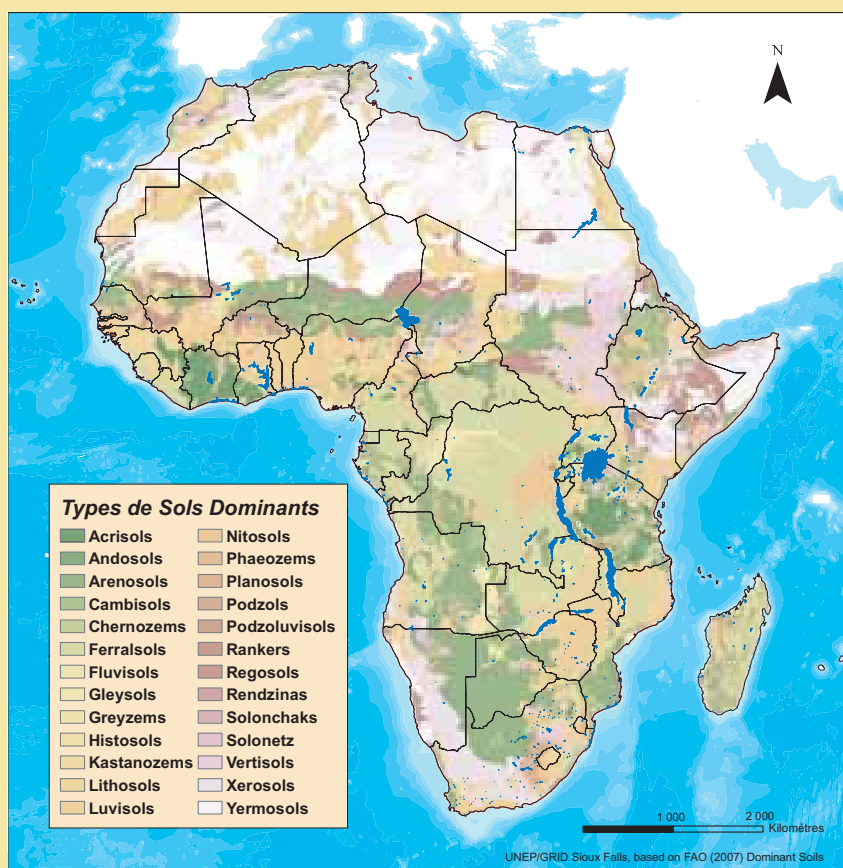 N
Types de Sols Dominants
Acrisols
Andosols
Arenosols
Cambisols
Chernozems
Ferralsols
Fluvisols
Gleysols
Greyzems
Histosols
Kastanozems
Lithosols
Luvisols
Nitosols
Phaeozems
Planosols
Podzols
Podzoluvisols
Rankers
Regosols
Rendzinas
Solonchaks
Solonetz
Vertisols
Xerosols
Yermosols
1 000 2 000
Kilomètres
UNEP/GRID Sioux Falls, based on FAO (2007) Dominant Soils